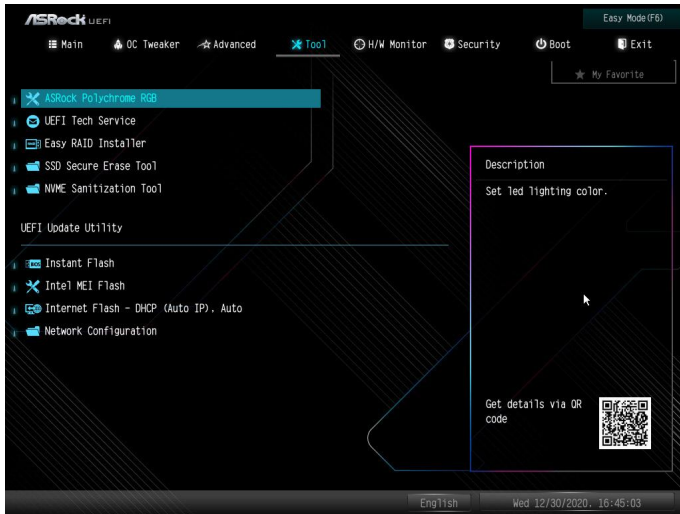 ASRock UEFI
Easy Mode(F6)
Main OC Tweaker Advanced Tool H/W Monitor Security Boot Exit
My Favorite
ASRock Polychrome RGB
UEFI Tech Service
Easy RAID Installer
SSD Secure Erase Tool
NVME Sanitization Tool
UEFI Update Utility
Instant Flash
Intel MEI Flash
Internet Flash - DHCP (Auto IP), Auto
Network Configuration
Description
Set led lighting color.
Get details via QR
code
English
Wed 12/30/2020. 16:45:03